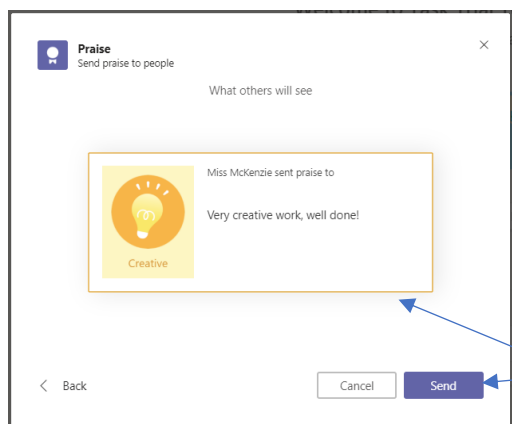 Praise
Send praise to people
What others will see
Miss McKenzie sent praise to
Very creative work, well done!
Creative
Back
Cancel
Send